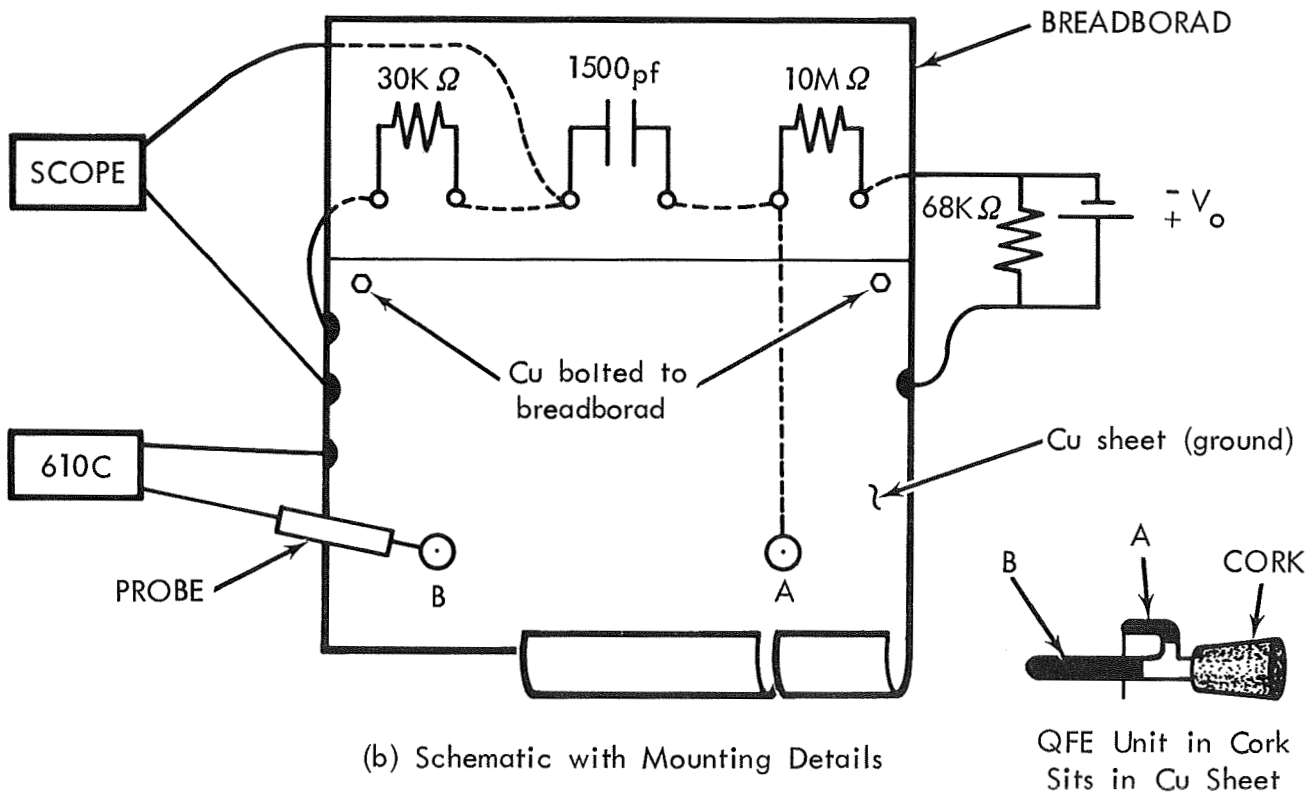 BREADBORAD
30K Ω
1500pf
10M Ω
SCOPE
68K Ω
- V₀
+
Cu bolted to
breadborad
610C
Cu sheet (ground)
PROBE
B
A
B
A
CORK
(b) Schematic with Mounting Details
QFE Unit in Cork
Sits in Cu Sheet